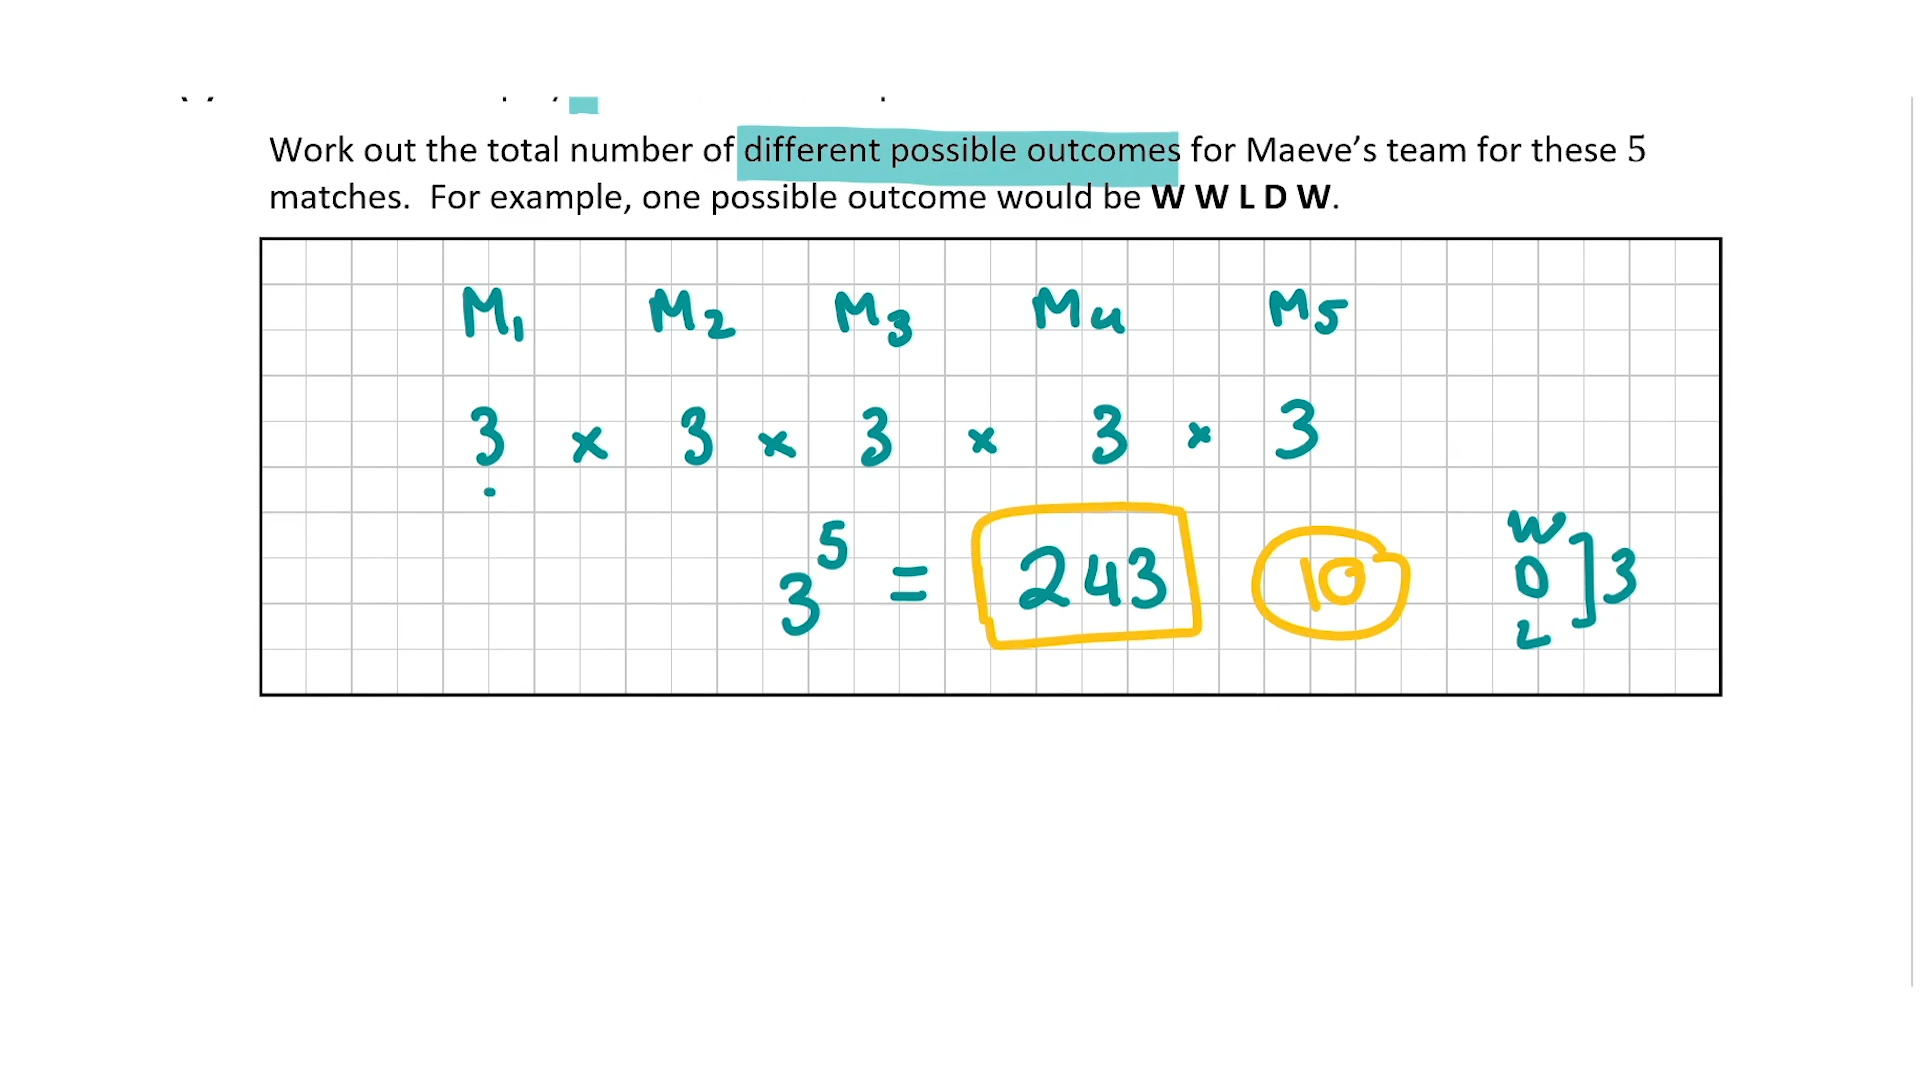 Work out the total number of different possible outcomes for Maeve’s team for these 5
matches. For example, one possible outcome would be W W L D W.
M1 M2 M3 M4 M5
3 × 3 × 3 × 3 × 3
3^5 = 243 10
W
D ] 3
L